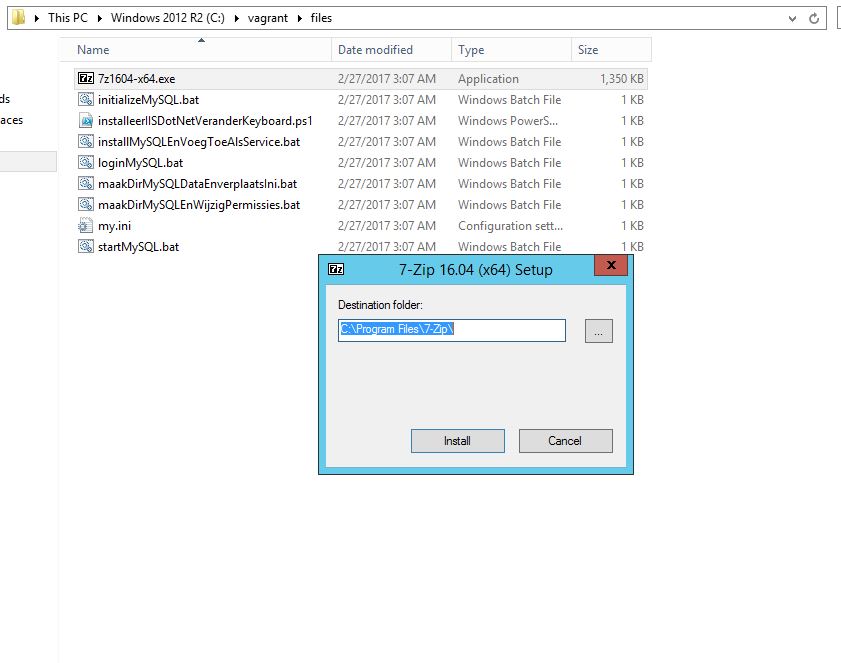 This PC Windows 2012 R2 (C:) vagrant files
Name Date modified Type Size
7z1604-x64.exe 2/27/2017 3:07 AM Application 1,350 KB
initializeMySQL.bat 2/27/2017 3:07 AM Windows Batch File 1 KB
installeerIISDotNetVeranderKeyboard.ps1 2/27/2017 3:07 AM Windows PowerS... 1 KB
installMySQLEnVoegToeAlsService.bat 2/27/2017 3:07 AM Windows Batch File 1 KB
loginMySQL.bat 2/27/2017 3:07 AM Windows Batch File 1 KB
maakDirMySQLDataEnverplaatsIni.bat 2/27/2017 3:07 AM Windows Batch File 1 KB
maakDirMySQLEnWijzigPermissies.bat 2/27/2017 3:07 AM Windows Batch File 1 KB
my.ini 2/27/2017 3:07 AM Configuration sett... 1 KB
startMySQL.bat 2/27/2017 3:07 AM Windows Batch File 1 KB
ds
aces
7z 7-Zip 16.04 (x64) Setup x
Destination folder:
C:\Program Files\7-Zip\ ...
Install Cancel